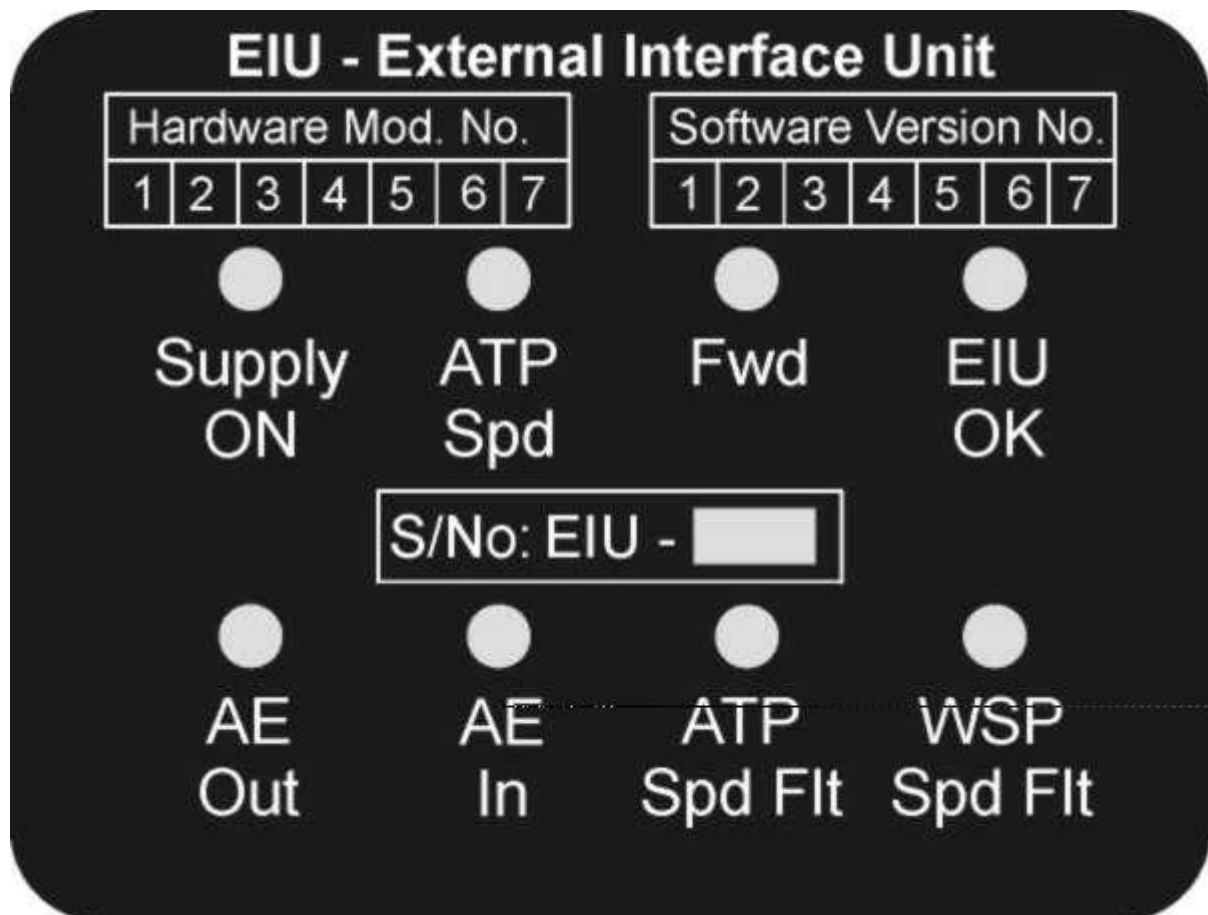 EIU - External Interface Unit
Hardware Mod. No.
1 2 3 4 5 6 7
Software Version No.
1 2 3 4 5 6 7
Supply
ON
ATP
Spd
Fwd
EIU
OK
S/No: EIU -
AE
Out
AE
In
ATP
Spd Flt
WSP
Spd Flt